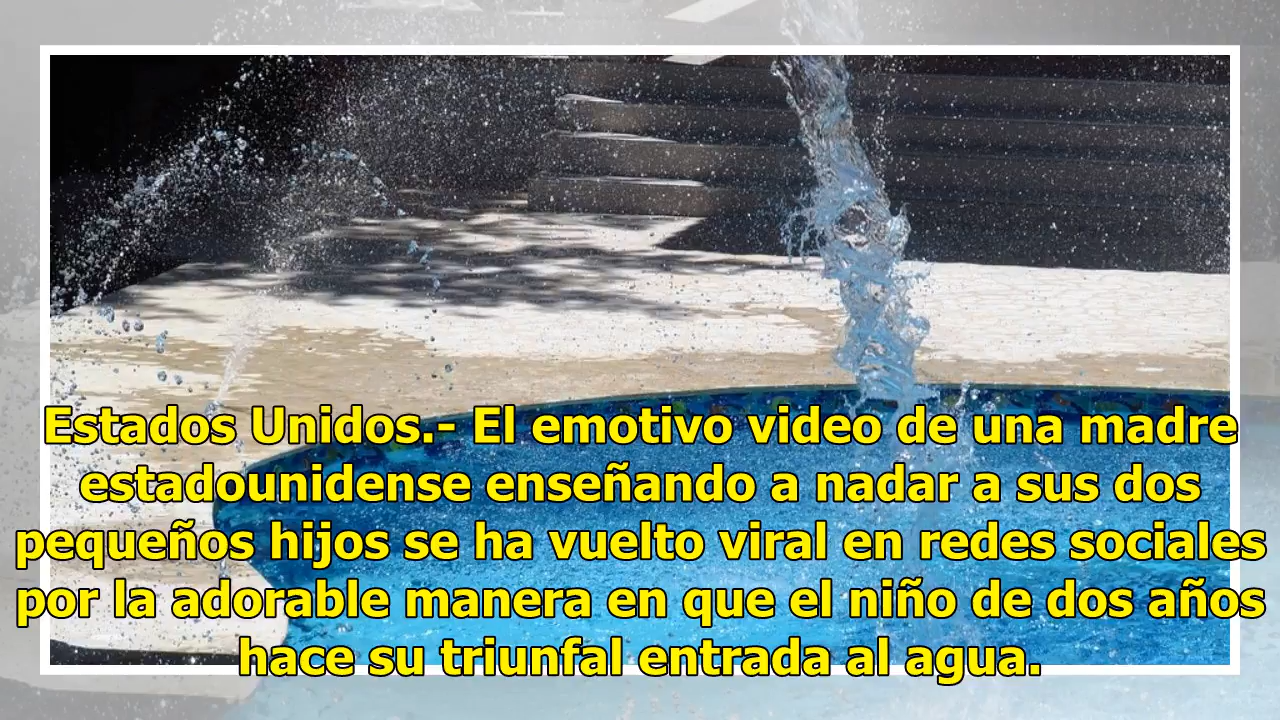 Estados Unidos.- El emotivo video de una madre
estadounidense enseñando a nadar a sus dos
pequeños hijos se ha vuelto viral en redes sociales
por la adorable manera en que el niño de dos años
hace su triunfal entrada al agua.